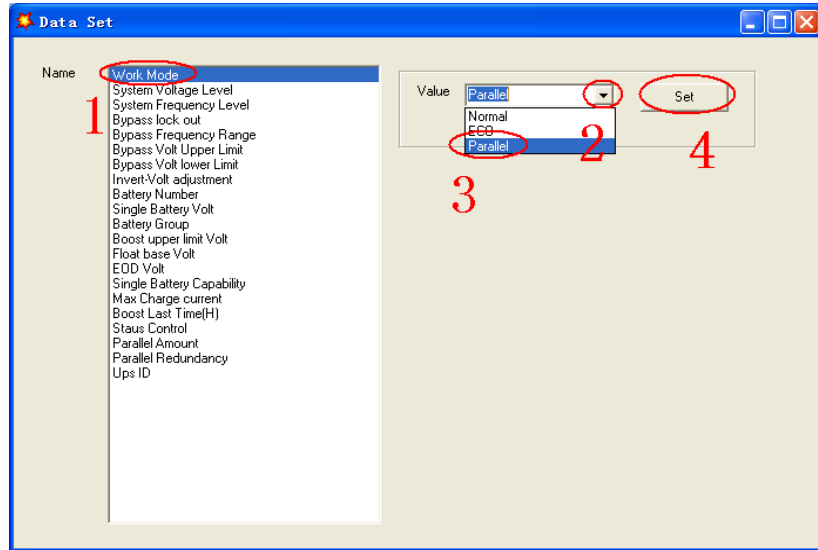 Data Set
Name
Work Mode
System Voltage Level
System Frequency Level
Bypass lock out
Bypass Frequency Range
Bypass Volt Upper Limit
Bypass Volt lower Limit
Invert-Volt adjustment
Battery Number
Single Battery Volt
Battery Group
Boost upper limit Volt
Float base Volt
EOD Volt
Single Battery Capability
Max Charge current
Boost Last Time(H)
Staus Control
Parallel Amount
Parallel Redundancy
Ups ID
1
Value
Parallel
Normal
ECO
Parallel
Set
2
3
4